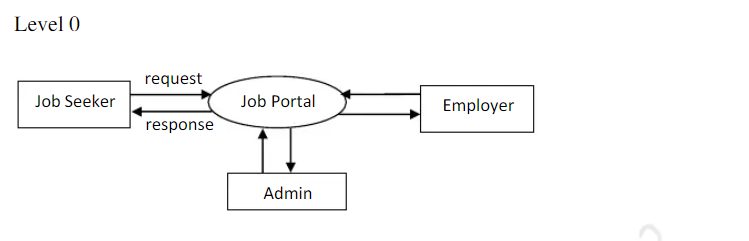 Level 0
request
Job Seeker
Job Portal
Employer
response
Admin